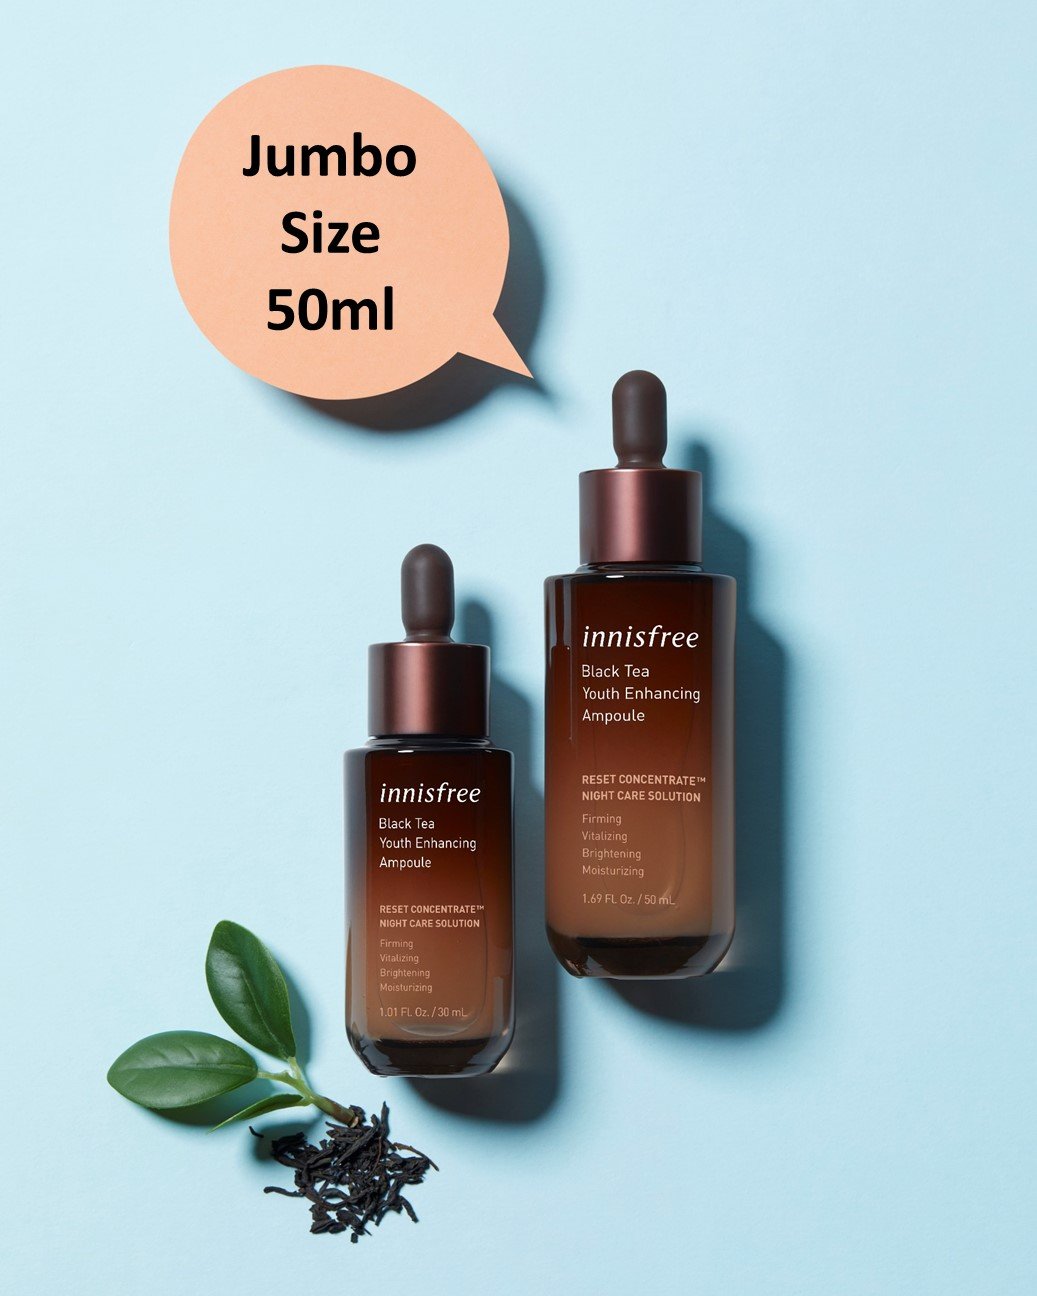 Jumbo
Size
50ml
innisfree
Black Tea
Youth Enhancing
Ampoule
RESET CONCENTRATE™
NIGHT CARE SOLUTION
Firming
Vitalizing
Brightening
Moisturizing
1.69 FL. Oz. / 50 mL
innisfree
Black Tea
Youth Enhancing
Ampoule
RESET CONCENTRATE™
NIGHT CARE SOLUTION
Firming
Vitalizing
Brightening
Moisturizing
1.01 FL. Oz. / 30 mL